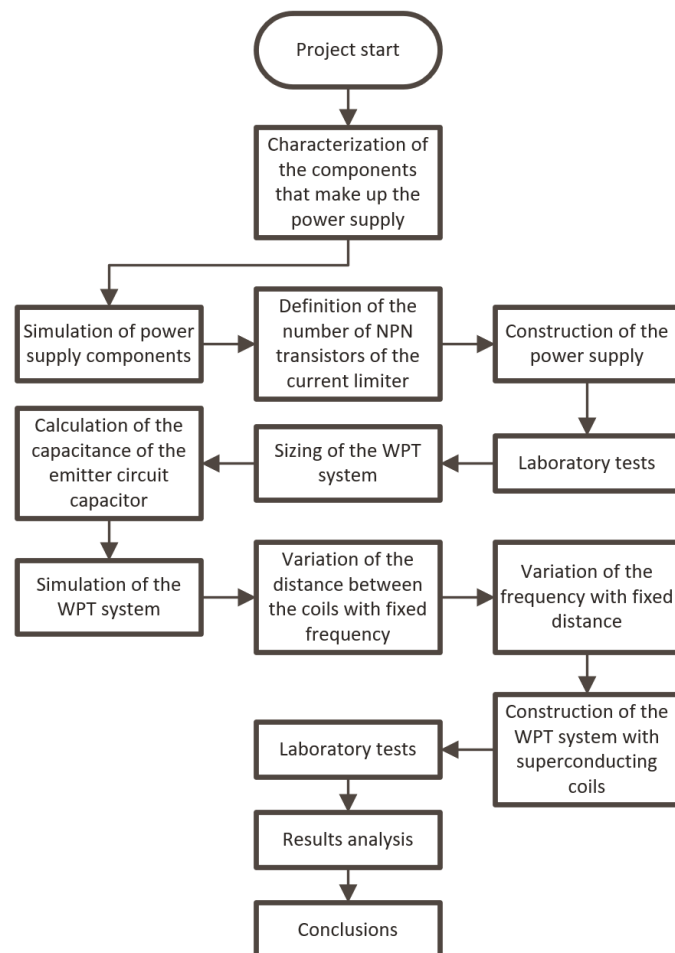 Project start
Characterization of
the components
that make up the
power supply
Simulation of power
supply components
Definition of the
number of NPN
transistors of the
current limiter
Construction of the
power supply
Laboratory tests
Sizing of the WPT
system
Calculation of the
capacitance of the
emitter circuit
capacitor
Simulation of the
WPT system
Variation of the
distance between
the coils with fixed
frequency
Variation of the
frequency with fixed
distance
Construction of the
WPT system with
superconducting
coils
Laboratory tests
Results analysis
Conclusions